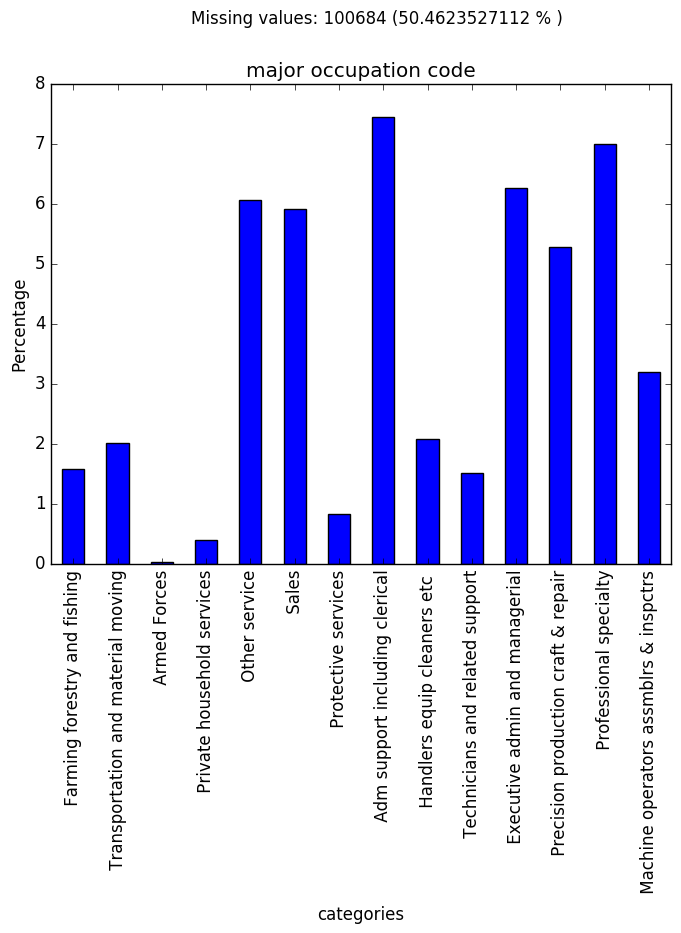 Missing values: 100684 (50.4623527112 % )
major occupation code
8
7
6
5
4
3
2
1
0
Percentage
Farming forestry and fishing
Transportation and material moving
Armed Forces
Private household services
Other service
Sales
Protective services
Adm support including clerical
Handlers equip cleaners etc
Technicians and related support
Executive admin and managerial
Precision production craft & repair
Professional specialty
Machine operators assmblrs & inspctrs
categories